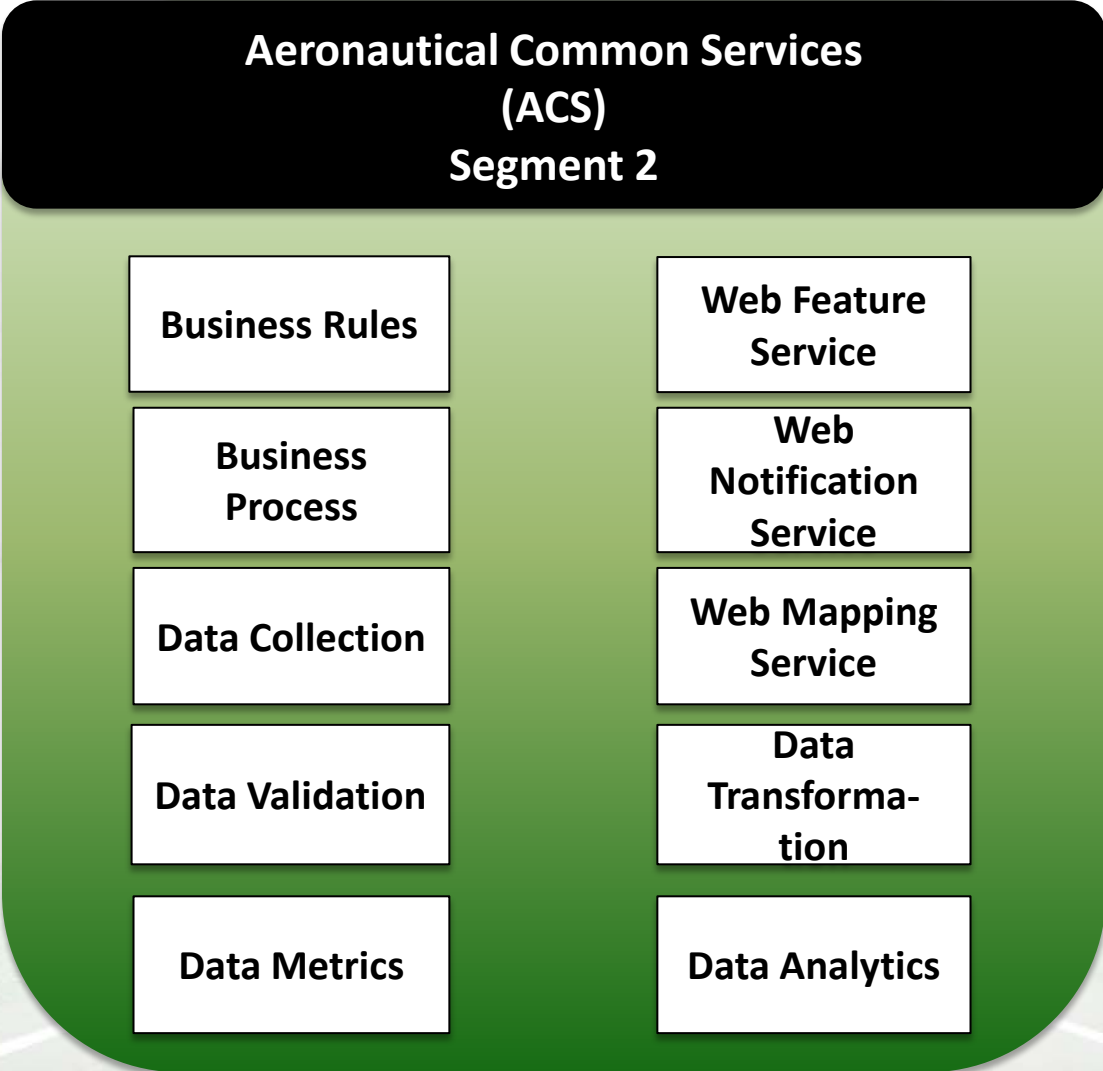 Aeronautical Common Services
(ACS)
Segment 2
Business Rules
Business
Process
Data Collection
Data Validation
Data Metrics
Web Feature
Service
Web
Notification
Service
Web Mapping
Service
Data
Transforma-
tion
Data Analytics